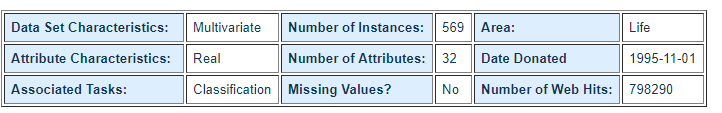 Data Set Characteristics: Multivariate Number of Instances: 569 Area: Life
Attribute Characteristics: Real Number of Attributes: 32 Date Donated 1995-11-01
Associated Tasks: Classification Missing Values? No Number of Web Hits: 798290